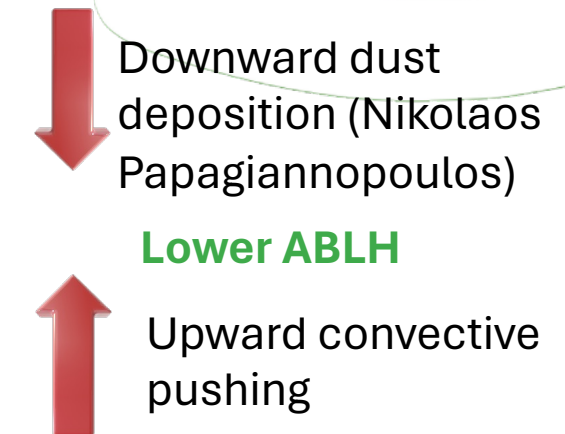 Downward dust
deposition (Nikolaos
Papagiannopoulos)
Lower ABLH
Upward convective
pushing